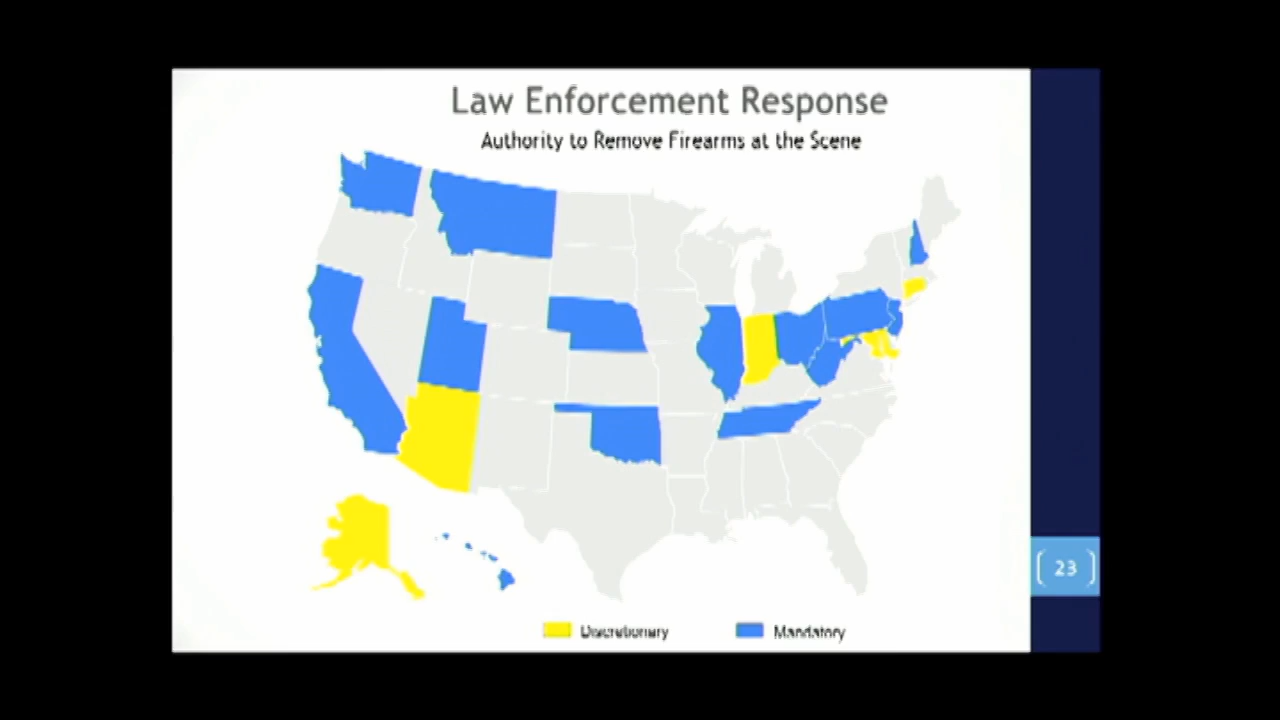 Law Enforcement Response
Authority to Remove Firearms at the Scene
23
Discretionary
Mandatory